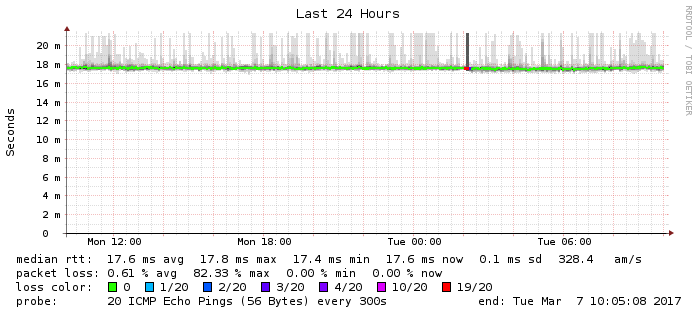 Last 24 Hours
RRDTOOL / TOBI OETIKER
Seconds
20 m
18 m
16 m
14 m
12 m
10 m
8 m
6 m
4 m
2 m
0
Mon 12:00 Mon 18:00 Tue 00:00 Tue 06:00
median rtt: 17.6 ms avg 17.8 ms max 17.4 ms min 17.6 ms now 0.1 ms sd 328.4 am/s
packet loss: 0.61 % avg 82.33 % max 0.00 % min 0.00 % now
loss color: 0 1/20 2/20 3/20 4/20 10/20 19/20
probe: 20 ICMP Echo Pings (56 Bytes) every 300s end: Tue Mar 7 10:05:08 2017